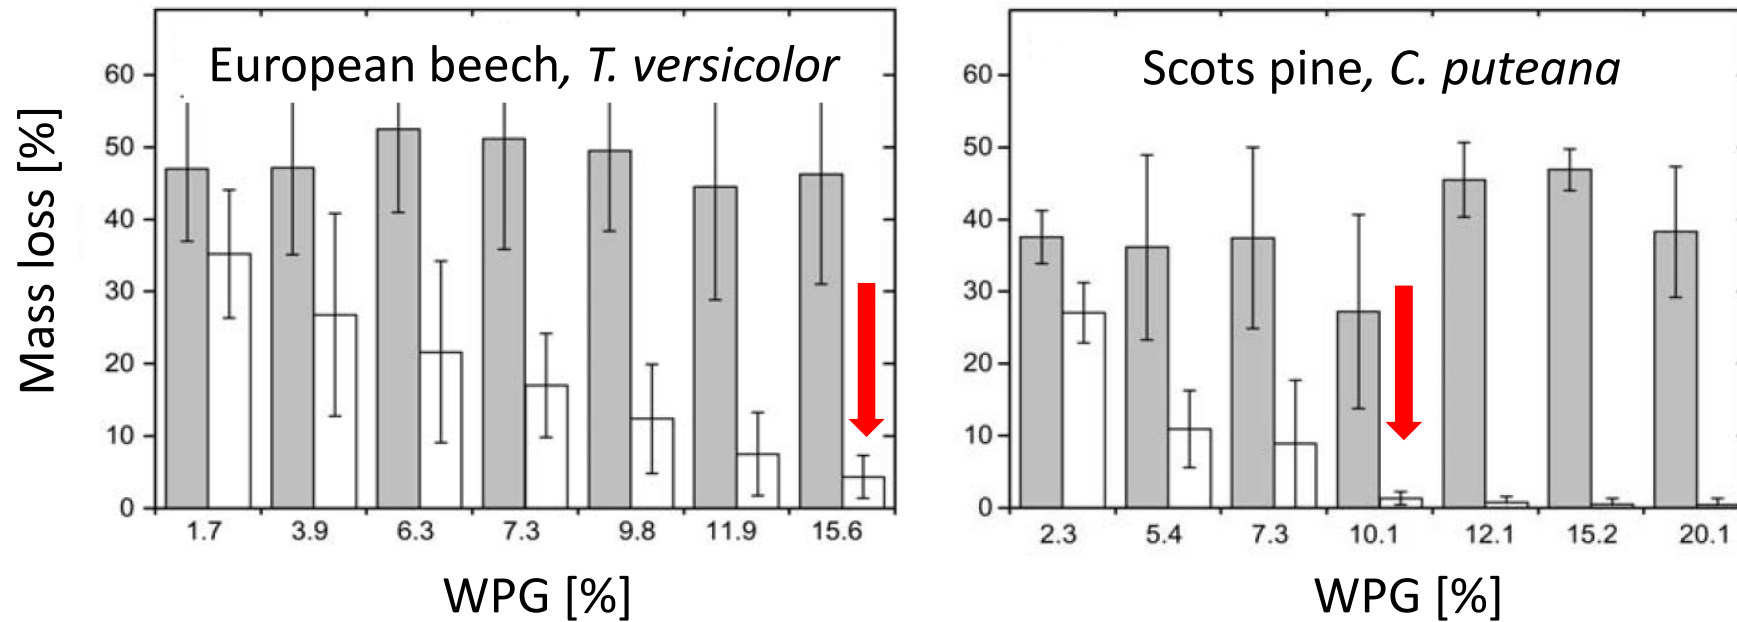 European beech, T. versicolor
Mass loss [%]
60
50
40
30
20
10
0
1.7 3.9 6.3 7.3 9.8 11.9 15.6
WPG [%]
Scots pine, C. puteana
60
50
40
30
20
10
0
2.3 5.4 7.3 10.1 12.1 15.2 20.1
WPG [%]